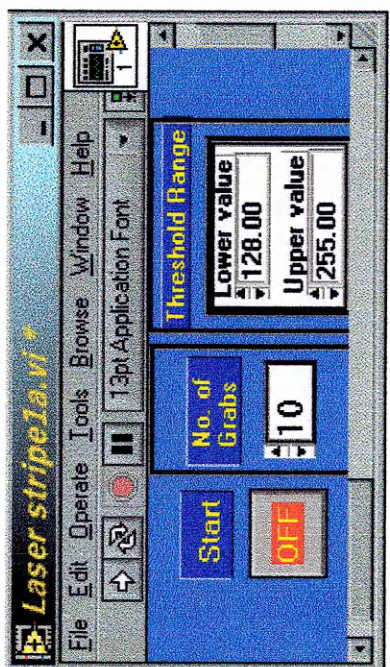 Laser stripe1a.vi *
File Edit Operate Tools Browse Window Help
13pt Application Font
1
Start
OFF
No. of
Grabs
10
Threshold Range
Lower value
128.00
Upper value
255.00